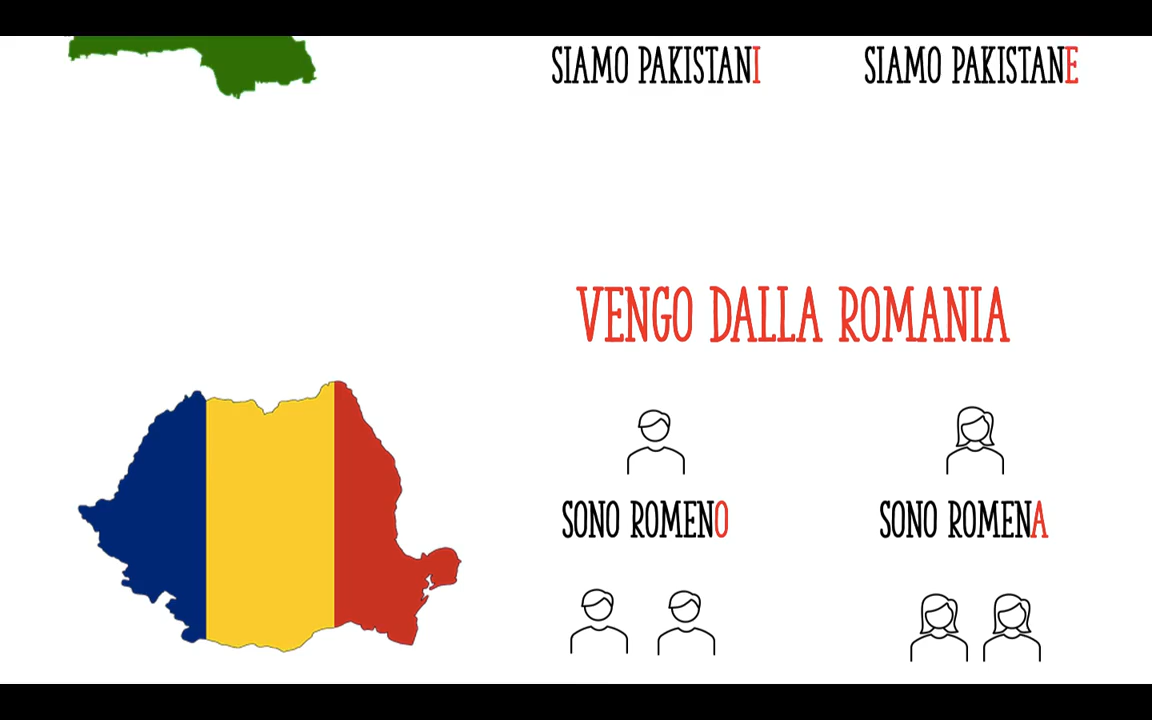 SIAMO PAKISTANI
SIAMO PAKISTANE
VENGO DALLA ROMANIA
SONO ROMENO
SONO ROMENA